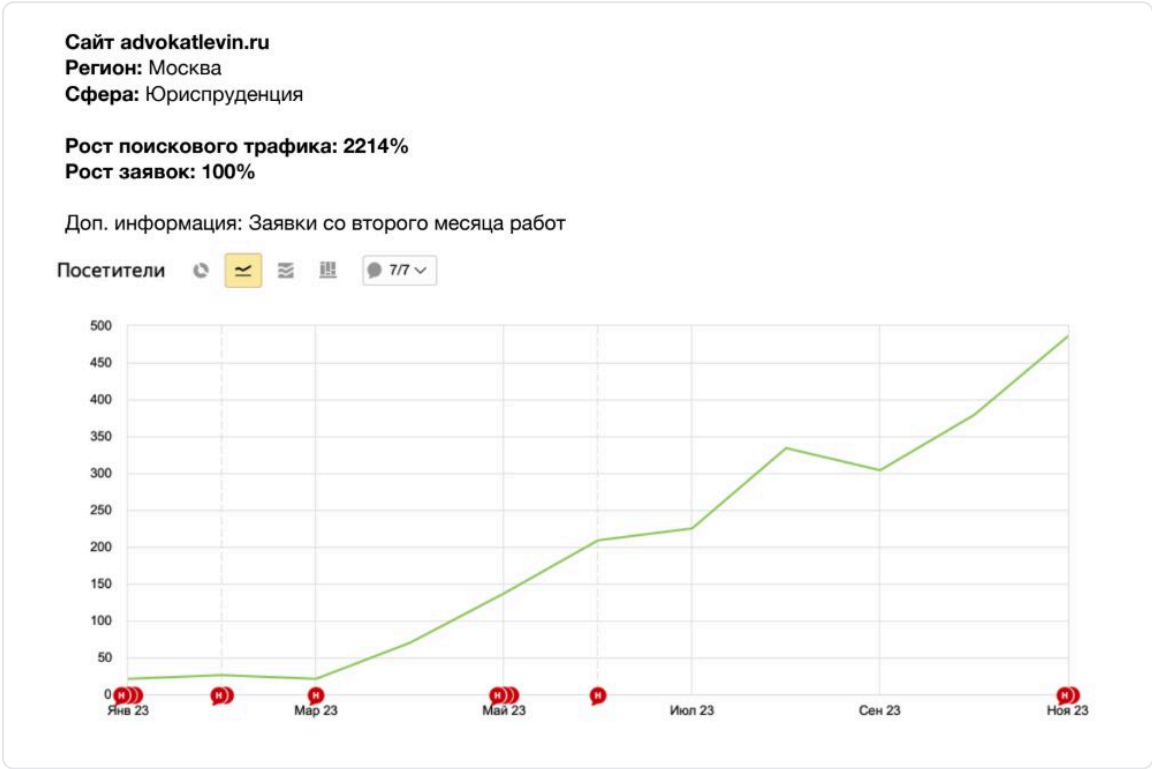 Сайт advokatlevin.ru
Регион: Москва
Сфера: Юриспруденция
Рост поискового трафика: 2214%
Рост заявок: 100%
Доп. информация: Заявки со второго месяца работ
Посетители 7/7
500
450
400
350
300
250
200
150
100
50
0
Н Н Н Н Н Н
Янв 23 Мар 23 Май 23 Июл 23 Сен 23 Ноя 23